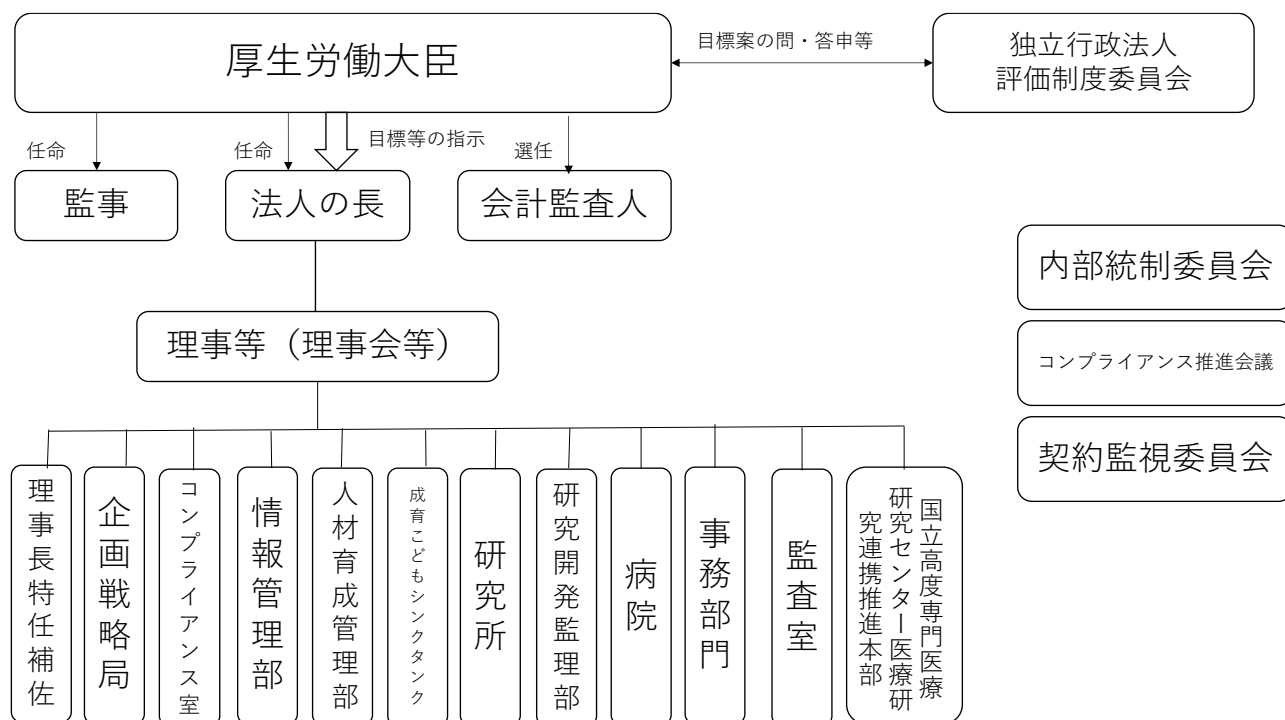 厚生労働大臣
目標案の問・答申等
独立行政法人
評価制度委員会
任命
任命
目標等の指示
選任
監事
法人の長
会計監査人
内部統制委員会
理事等（理事会等）
コンプライアンス推進会議
契約監視委員会
理事長特任補佐
企画戦略局
コンプライアンス室
情報管理部
人材育成管理部
成育こどもシンクタンク
研究所
研究開発監理部
病院
事務部門
監査室
国立高度専門医療
研究センター医療研
究連携推進本部